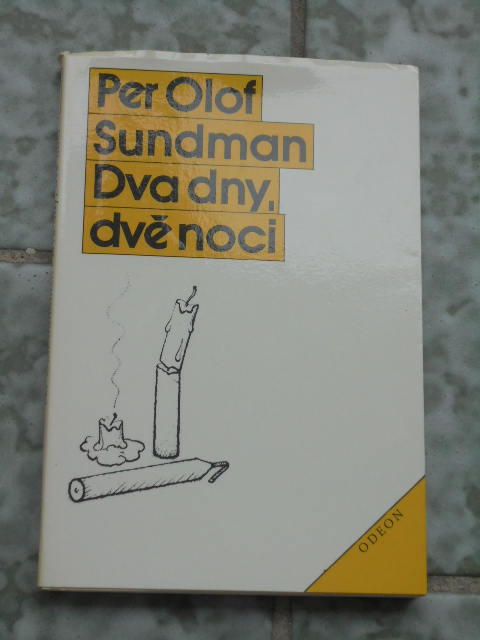 Per Olof
Sundman
Dva dny,
dvě noci
ODEON